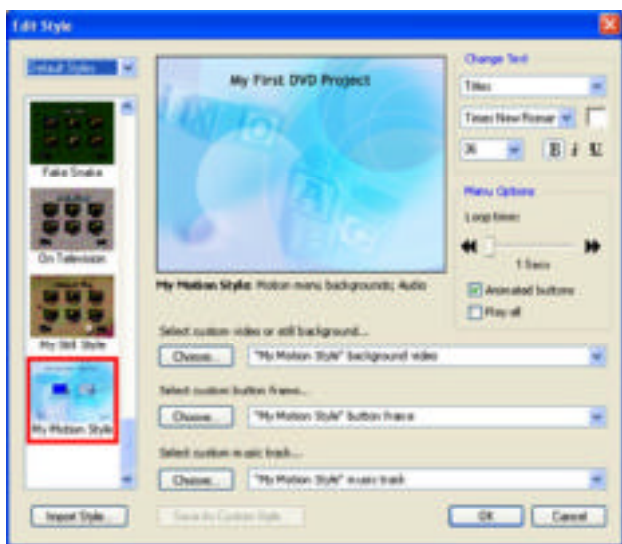 Edit Style
Default Styles
Fake Snake
On Television
My Still Style
My Motion Style
Import Style...
My First DVD Project
My Motion Style: Motion menu backgrounds; Audio
Select custom video or still background...
Choose...
"My Motion Style" background video
Select custom button frame...
Choose...
"My Motion Style" button frame
Select custom music track...
Choose...
"My Motion Style" music track
Save As Custom Style
Change Text
Titles
Times New Roman
36
B i U
Menu Options
Loop time:
Animated buttons
Play all
OK
Cancel